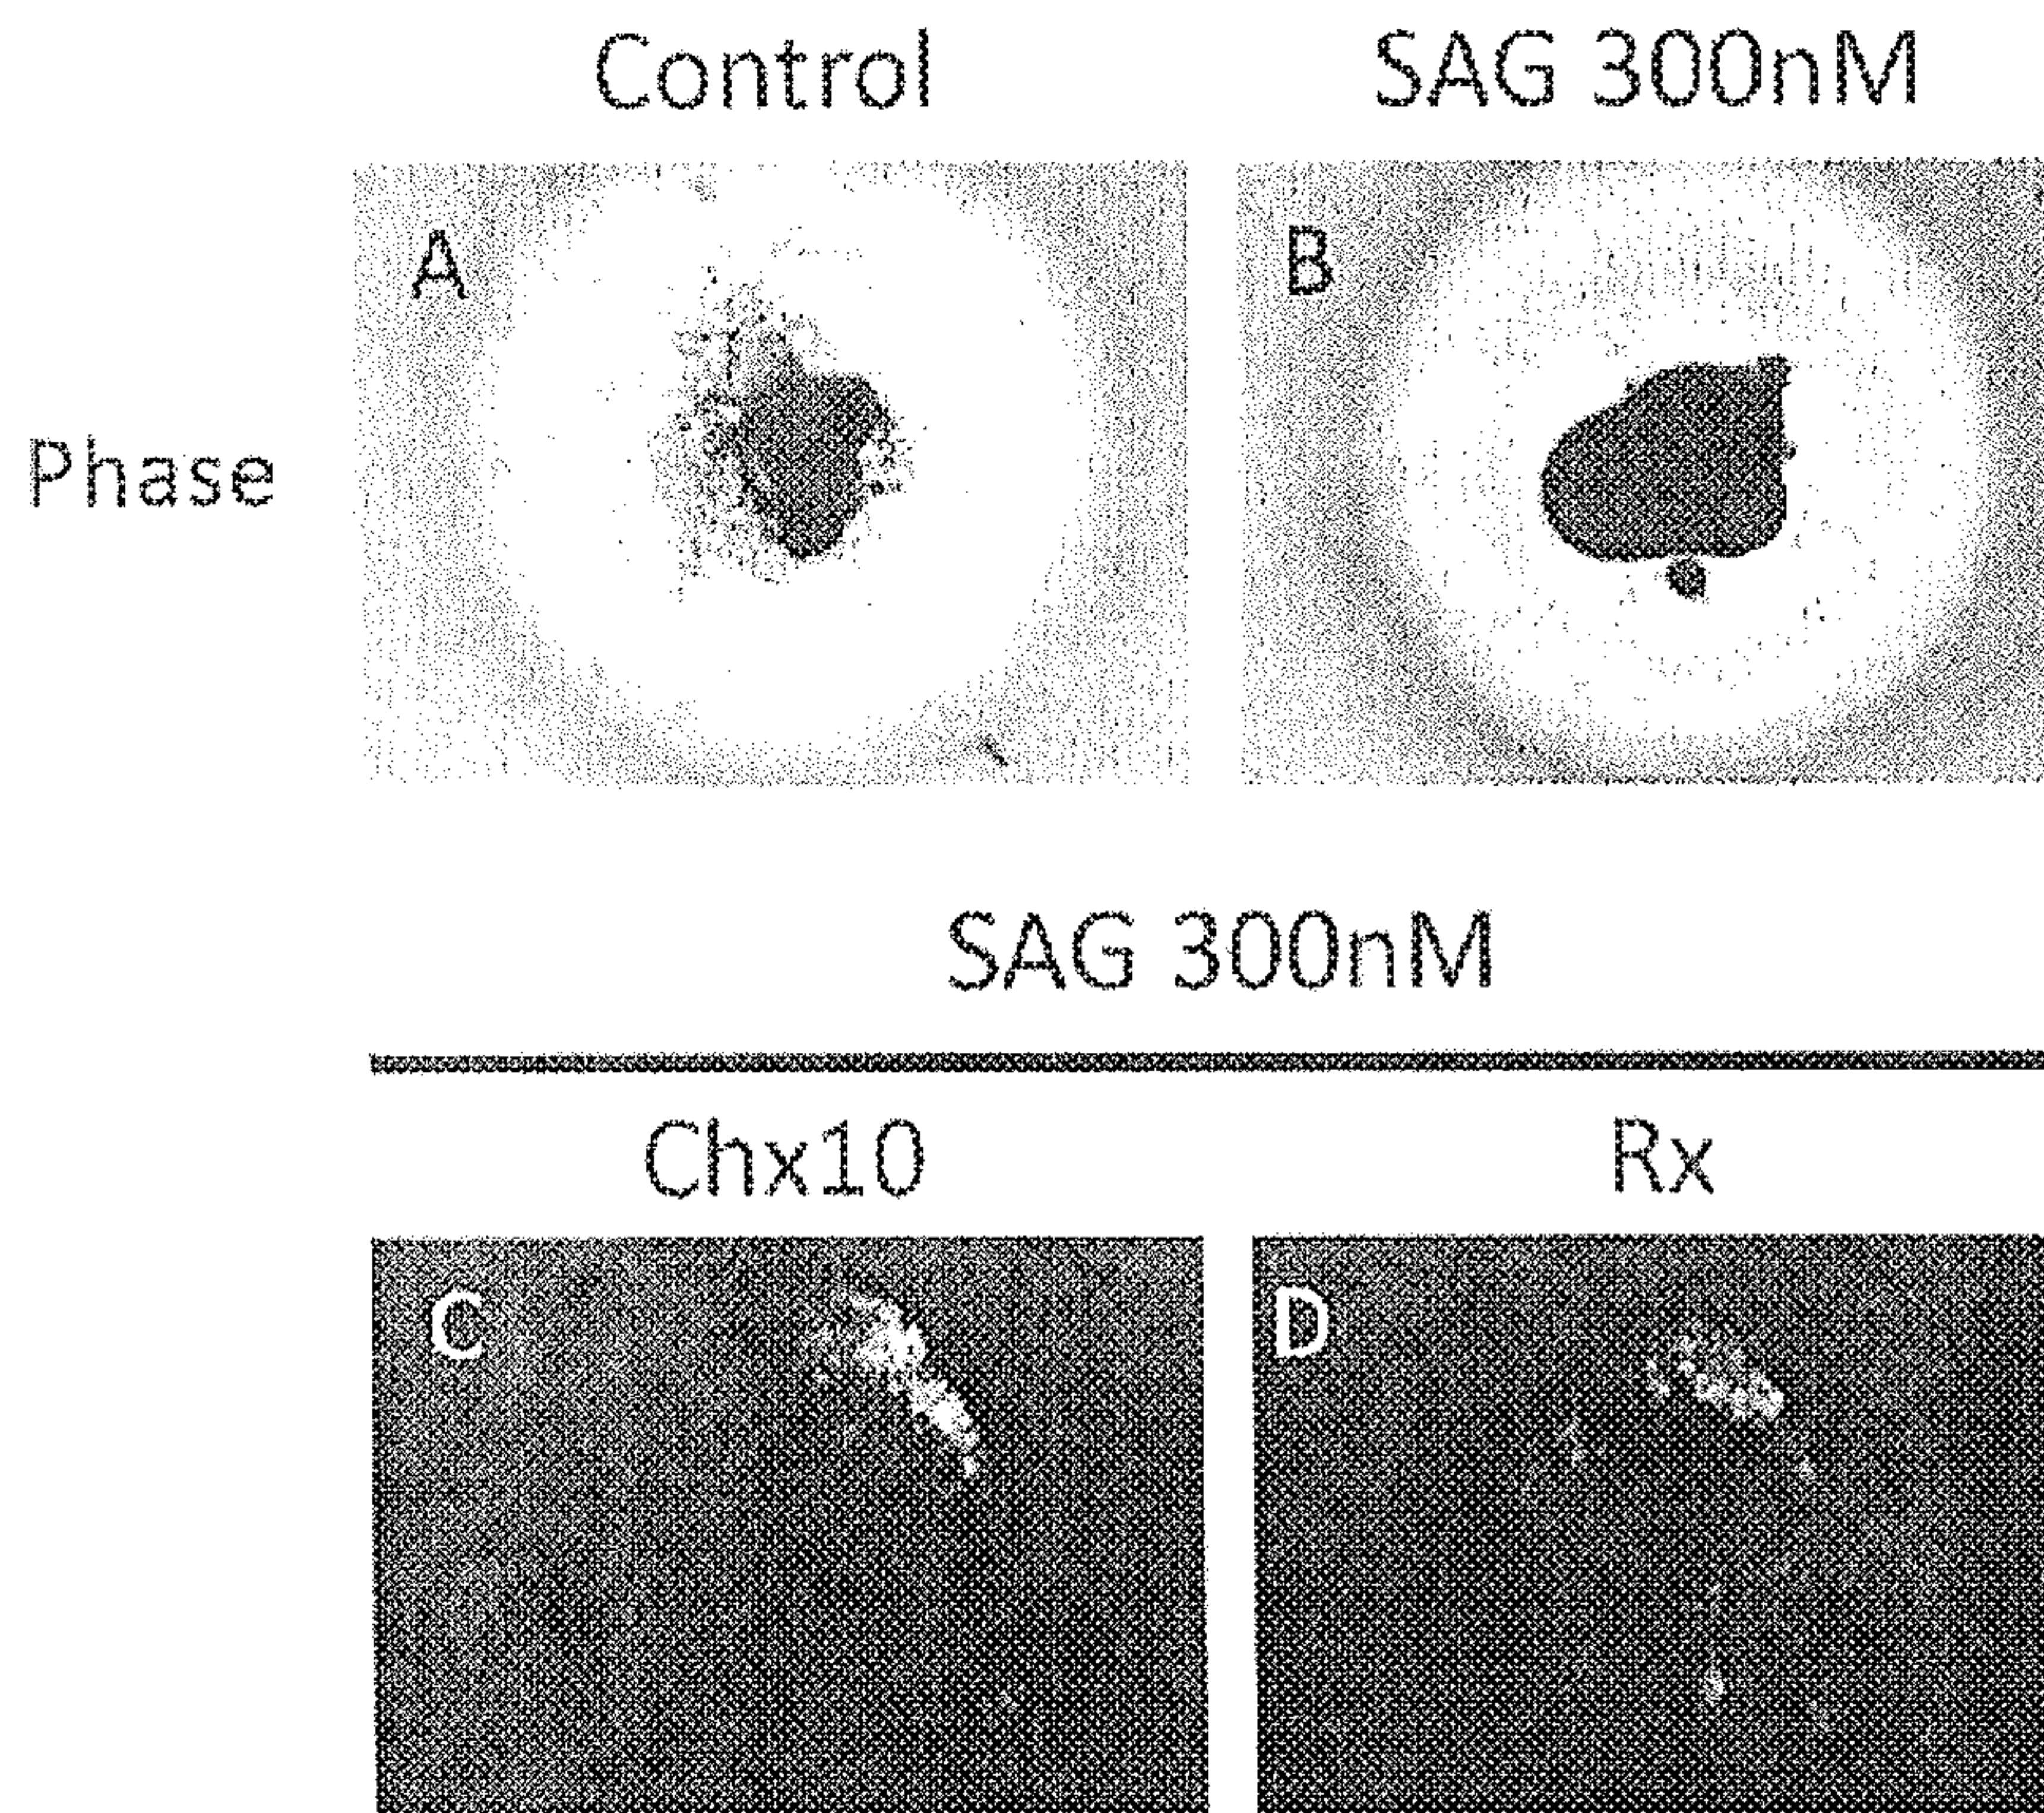 Control SAG 300nM
A B
Phase
SAG 300nM
Chx10 Rx
C D